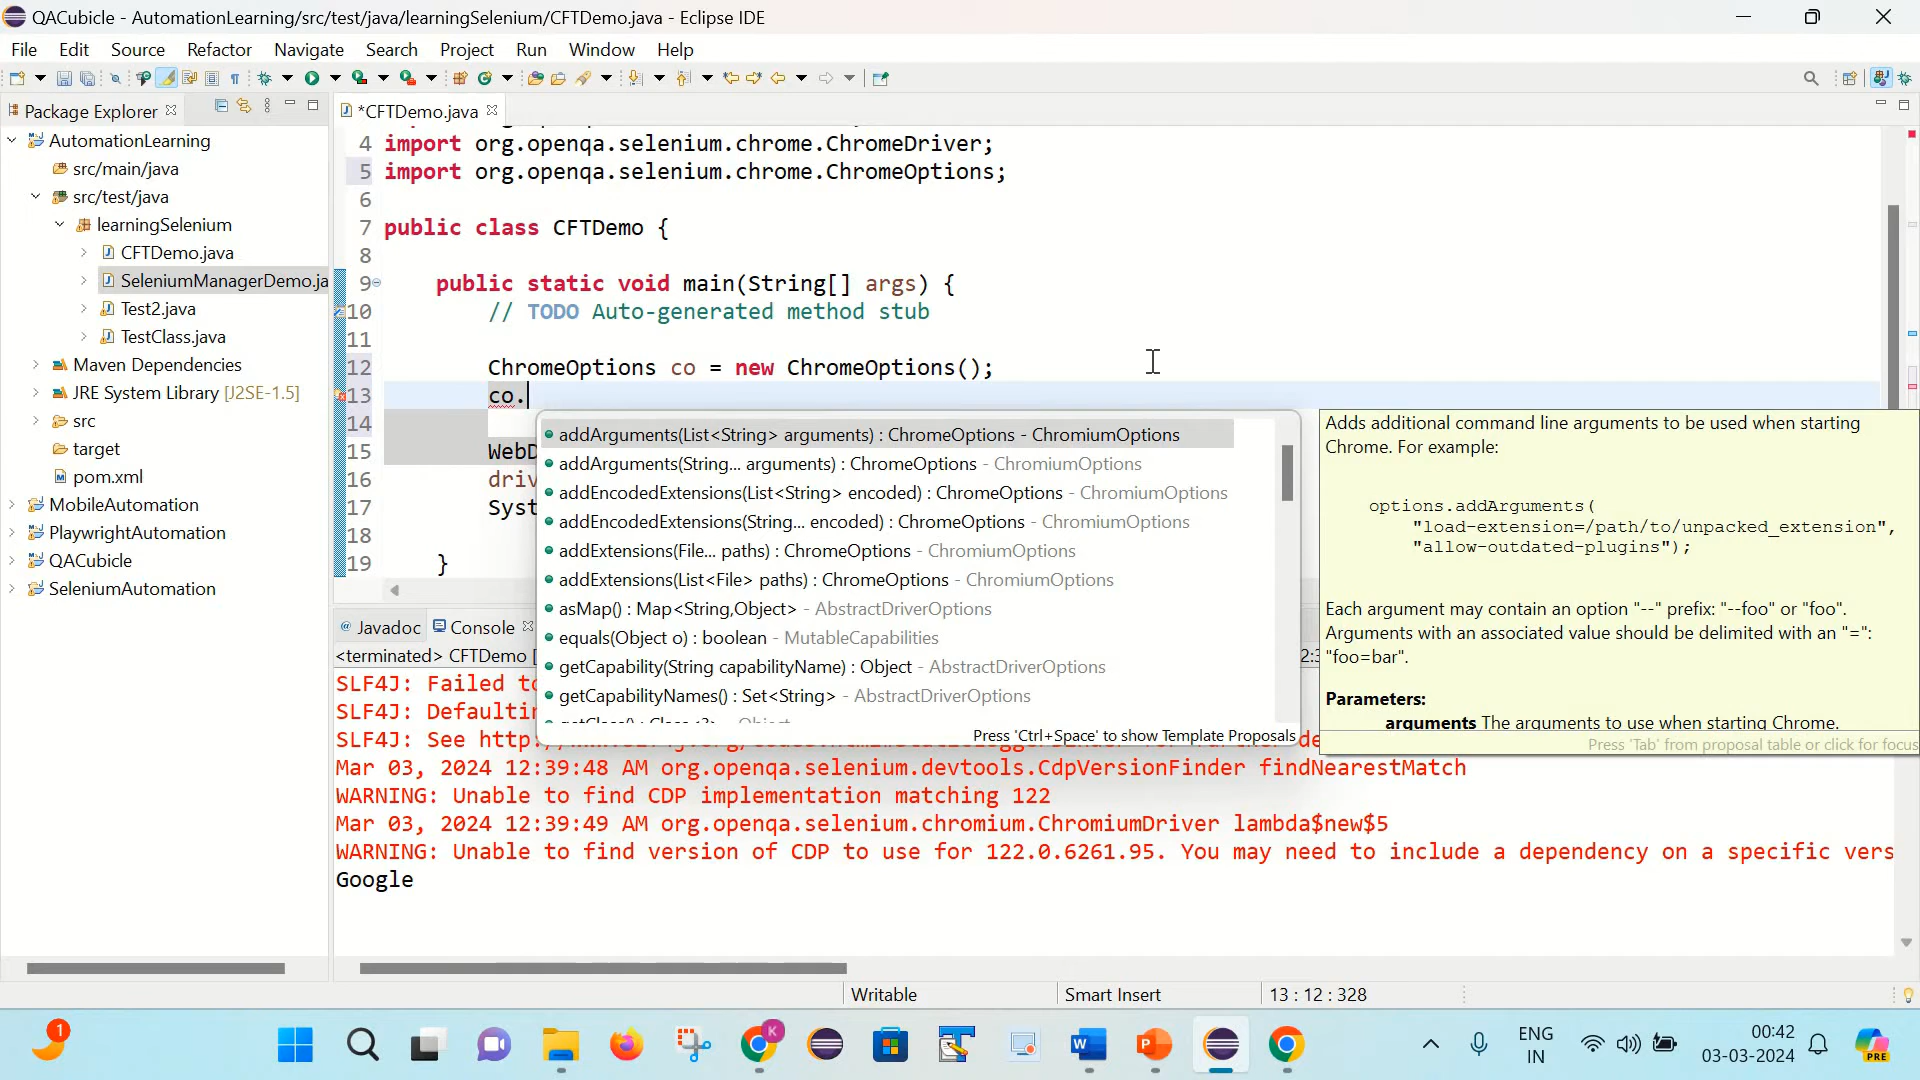 QACubicle - AutomationLearning/src/test/java/learningSelenium/CFTDemo.java - Eclipse IDE
File Edit Source Refactor Navigate Search Project Run Window Help
Package Explorer
AutomationLearning
src/main/java
src/test/java
learningSelenium
CFTDemo.java
SeleniumManagerDemo.ja
Test2.java
TestClass.java
Maven Dependencies
JRE System Library [J2SE-1.5]
src
target
pom.xml
MobileAutomation
PlaywrightAutomation
QACubicle
SeleniumAutomation
*CFTDemo.java
4 import org.openqa.selenium.chrome.ChromeDriver;
5 import org.openqa.selenium.chrome.ChromeOptions;
6
7 public class CFTDemo {
8
9 public static void main(String[] args) {
10 // TODO Auto-generated method stub
11
12 ChromeOptions co = new ChromeOptions();
13 co.
14
15 WebD
16 driv
17 Syst
18
19 }
addArguments(List<String> arguments) : ChromeOptions - ChromiumOptions
addArguments(String... arguments) : ChromeOptions - ChromiumOptions
addEncodedExtensions(List<String> encoded) : ChromeOptions - ChromiumOptions
addEncodedExtensions(String... encoded) : ChromeOptions - ChromiumOptions
addExtensions(File... paths) : ChromeOptions - ChromiumOptions
addExtensions(List<File> paths) : ChromeOptions - ChromiumOptions
asMap() : Map<String,Object> - AbstractDriverOptions
equals(Object o) : boolean - MutableCapabilities
getCapability(String capabilityName) : Object - AbstractDriverOptions
getCapabilityNames() : Set<String> - AbstractDriverOptions
Press 'Ctrl+Space' to show Template Proposals
Adds additional command line arguments to be used when starting
Chrome. For example:
options.addArguments(
"load-extension=/path/to/unpacked_extension",
"allow-outdated-plugins");
Each argument may contain an option "--" prefix: "--foo" or "foo".
Arguments with an associated value should be delimited with an "=":
"foo=bar".
Parameters:
arguments The arguments to use when starting Chrome.
Press 'Tab' from proposal table or click for focus
Javadoc Console
<terminated> CFTDemo [
SLF4J: Failed to
SLF4J: Defaultin
SLF4J: See http:
Mar 03, 2024 12:39:48 AM org.openqa.selenium.devtools.CdpVersionFinder findNearestMatch
WARNING: Unable to find CDP implementation matching 122
Mar 03, 2024 12:39:49 AM org.openqa.selenium.chromium.ChromiumDriver lambda$new$5
WARNING: Unable to find version of CDP to use for 122.0.6261.95. You may need to include a dependency on a specific vers
Google
Writable Smart Insert 13 : 12 : 328
1
K
W
P
ENG
IN
00:42
03-03-2024
PRE